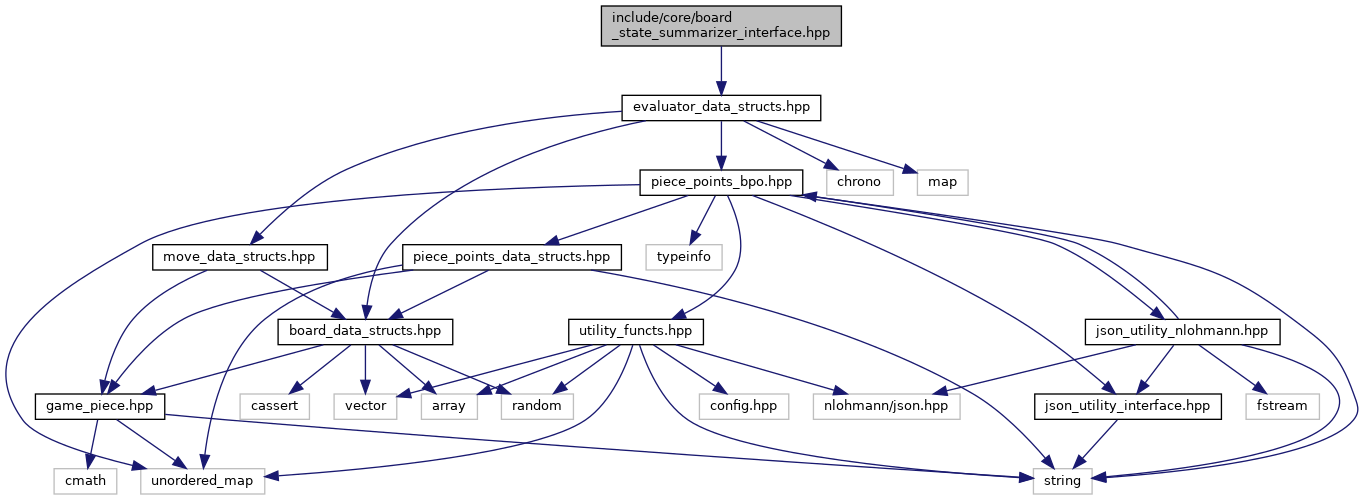 include/core/board
_state_summarizer_interface.hpp
evaluator_data_structs.hpp
piece_points_bpo.hpp
chrono
map
move_data_structs.hpp
piece_points_data_structs.hpp
typeinfo
board_data_structs.hpp
utility_functs.hpp
json_utility_nlohmann.hpp
game_piece.hpp
cassert
vector
array
random
config.hpp
nlohmann/json.hpp
json_utility_interface.hpp
fstream
cmath
unordered_map
string